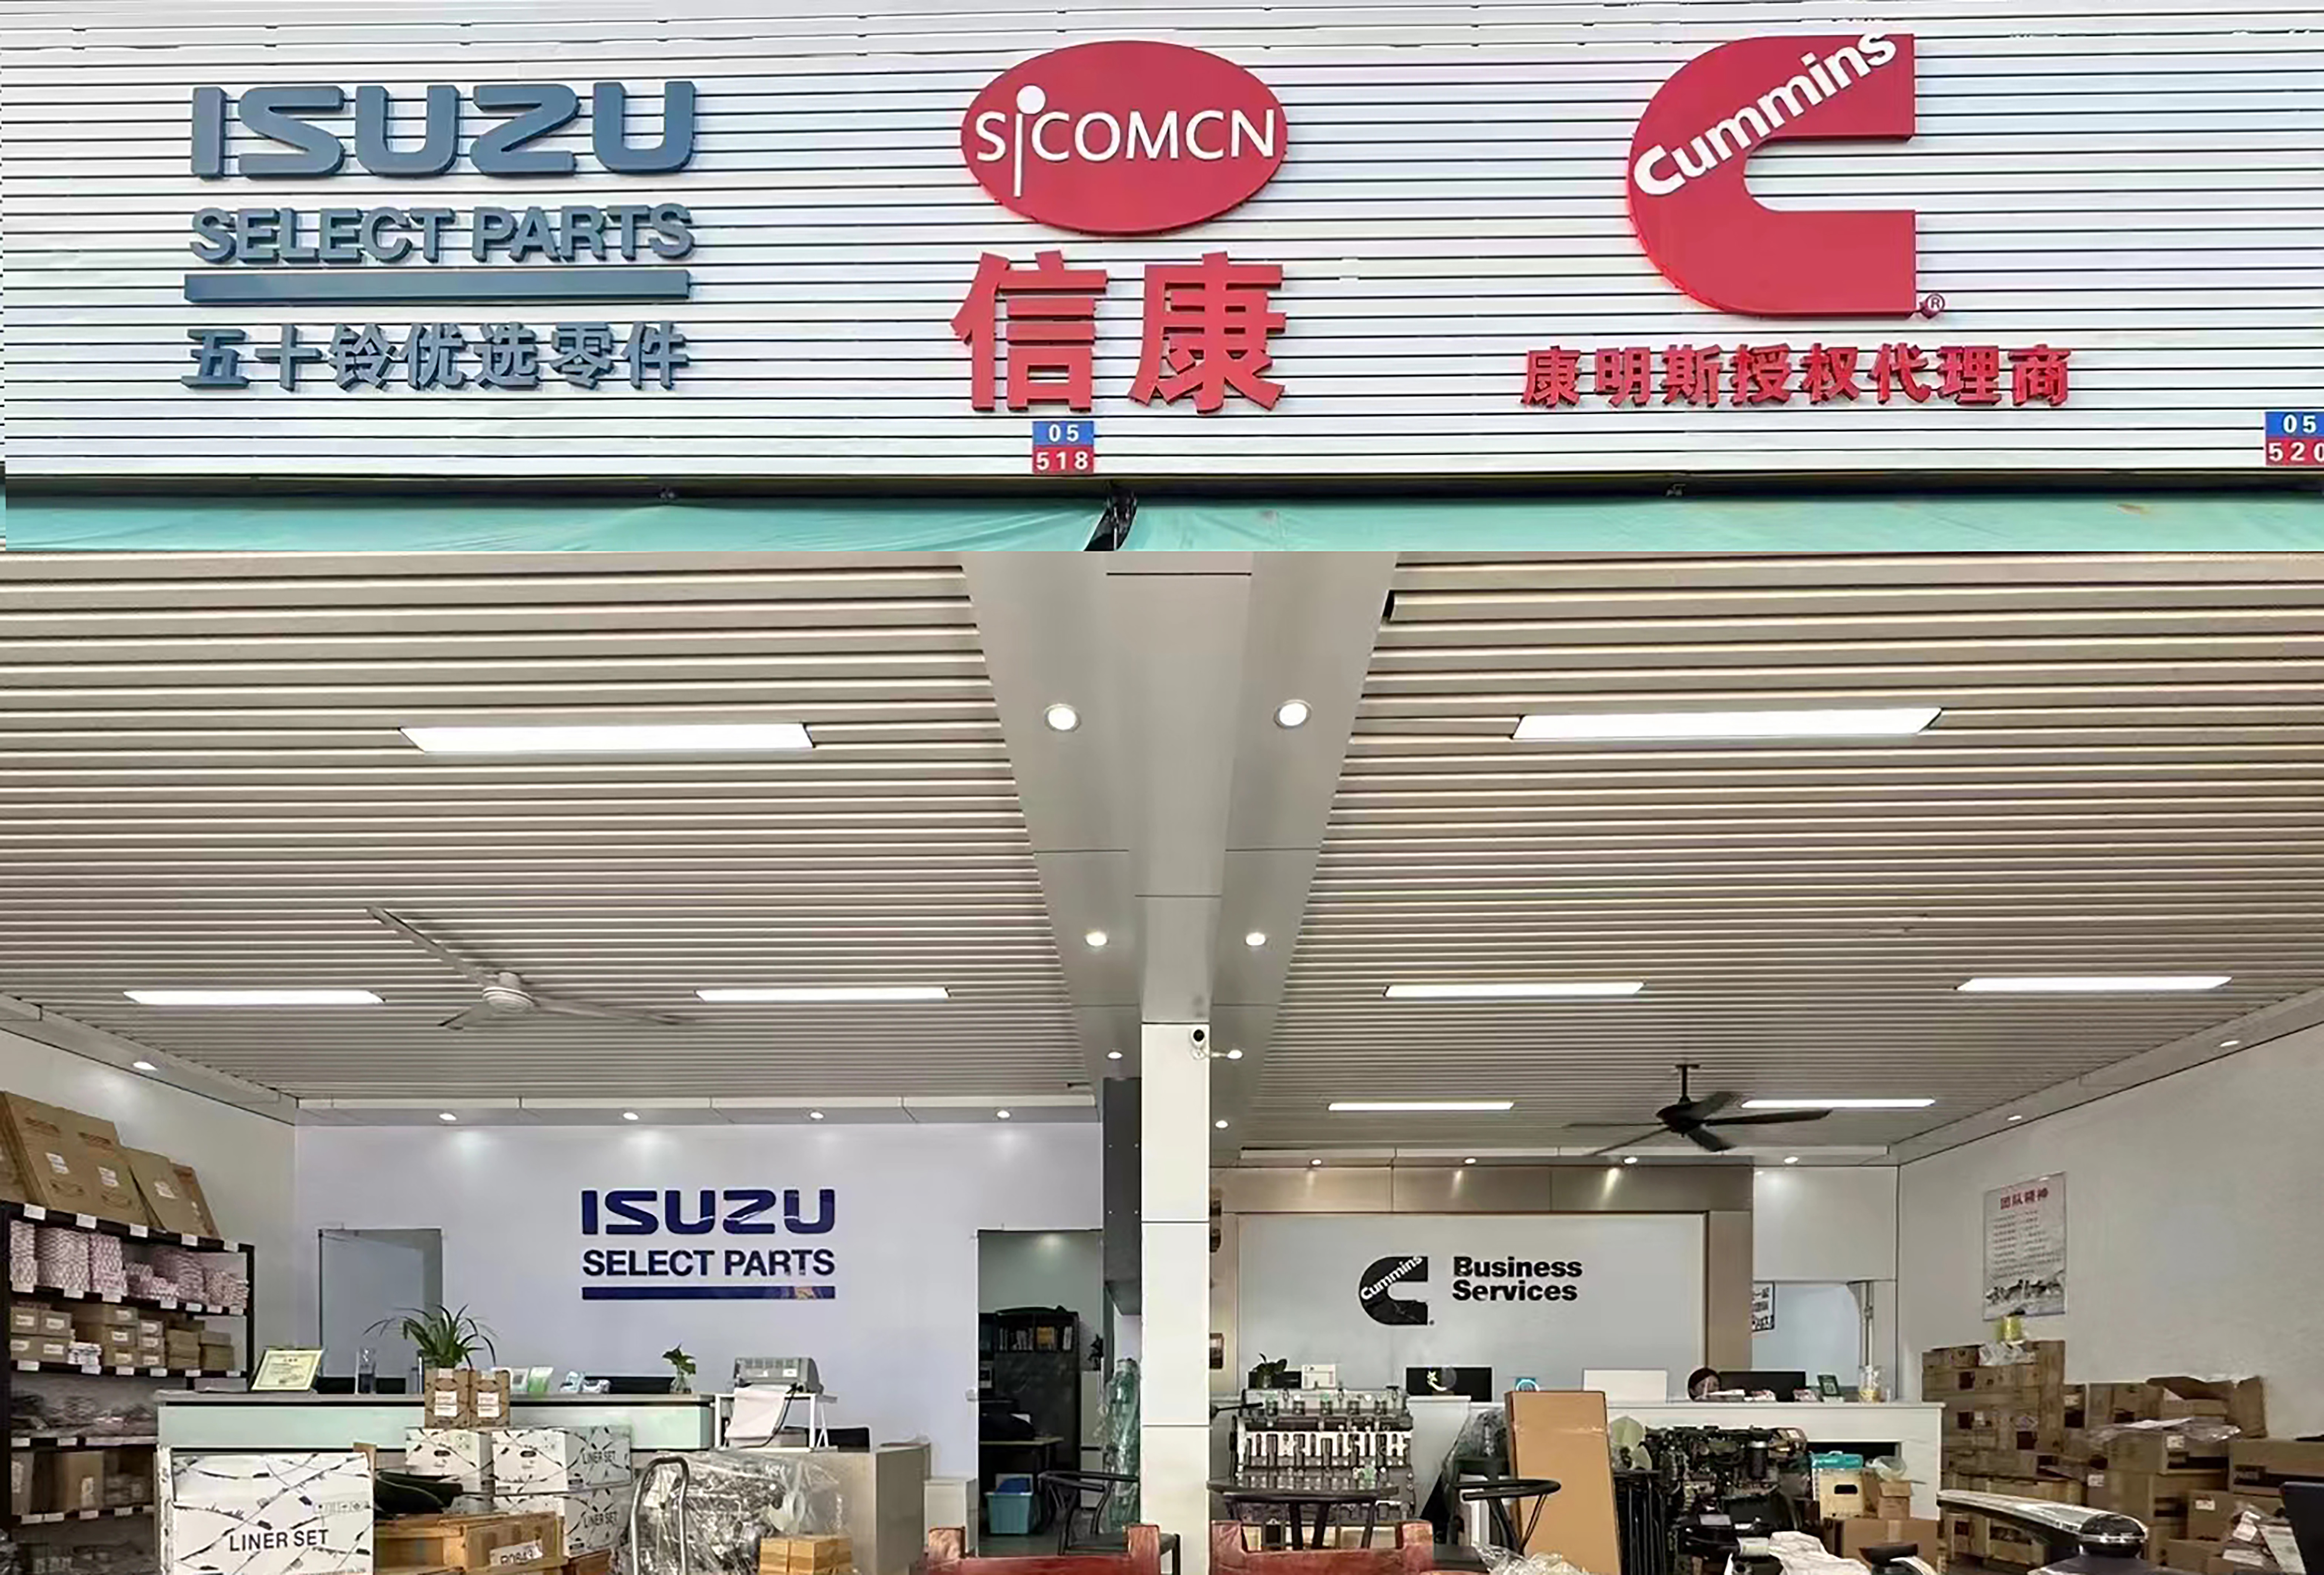 ISUZU
SELECT PARTS
五十铃优选零件
SICOMCN
信康
05
518
Cummins
®
康明斯授权代理商
05
520
ISUZU
SELECT PARTS
Cummins
Business
Services
团队精神
LINER SET
LINER SET
LINER SET